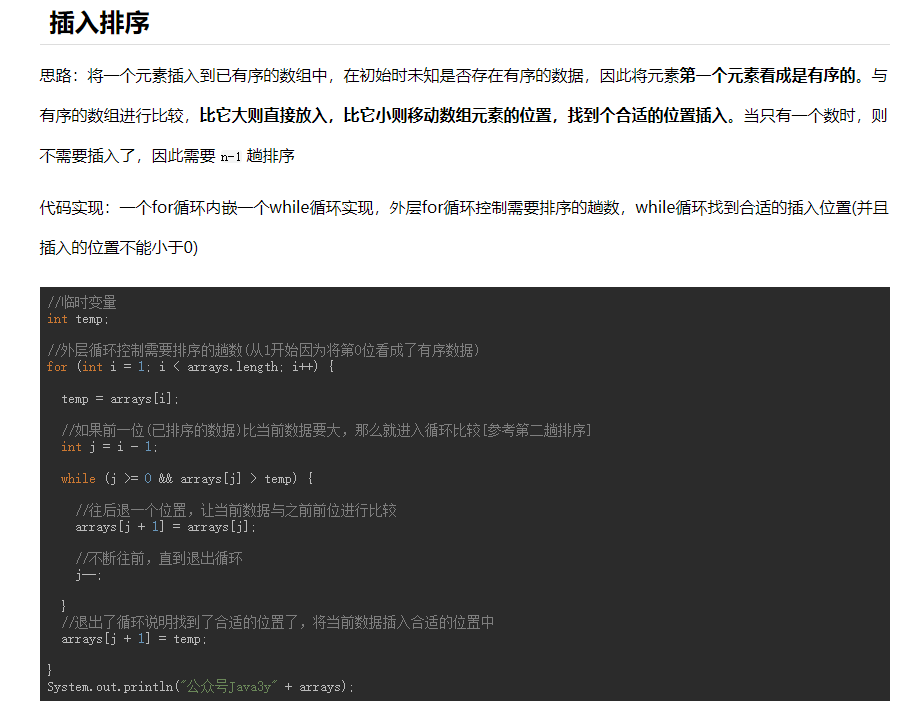 插入排序
思路：将一个元素插入到已有序的数组中，在初始时未知是否存在有序的数据，因此将元素第一个元素看成是有序的。与
有序的数组进行比较，比它大则直接放入，比它小则移动数组元素的位置，找到个合适的位置插入。当只有一个数时，则
不需要插入了，因此需要 n-1 趟排序
代码实现：一个for循环内嵌一个while循环实现，外层for循环控制需要排序的趟数，while循环找到合适的插入位置(并且
插入的位置不能小于0)
//临时变量
int temp;
//外层循环控制需要排序的趟数(从1开始因为将第0位看成了有序数据)
for (int i = 1; i < arrays.length; i++) {
temp = arrays[i];
//如果前一位(已排序的数据)比当前数据要大，那么就进入循环比较[参考第二趟排序]
int j = i - 1;
while (j >= 0 && arrays[j] > temp) {
//往后退一个位置，让当前数据与之前前位进行比较
arrays[j + 1] = arrays[j];
//不断往前，直到退出循环
j--;
}
//退出了循环说明找到了合适的位置了，将当前数据插入合适的位置中
arrays[j + 1] = temp;
}
System.out.println("公众号Java3y" + arrays);